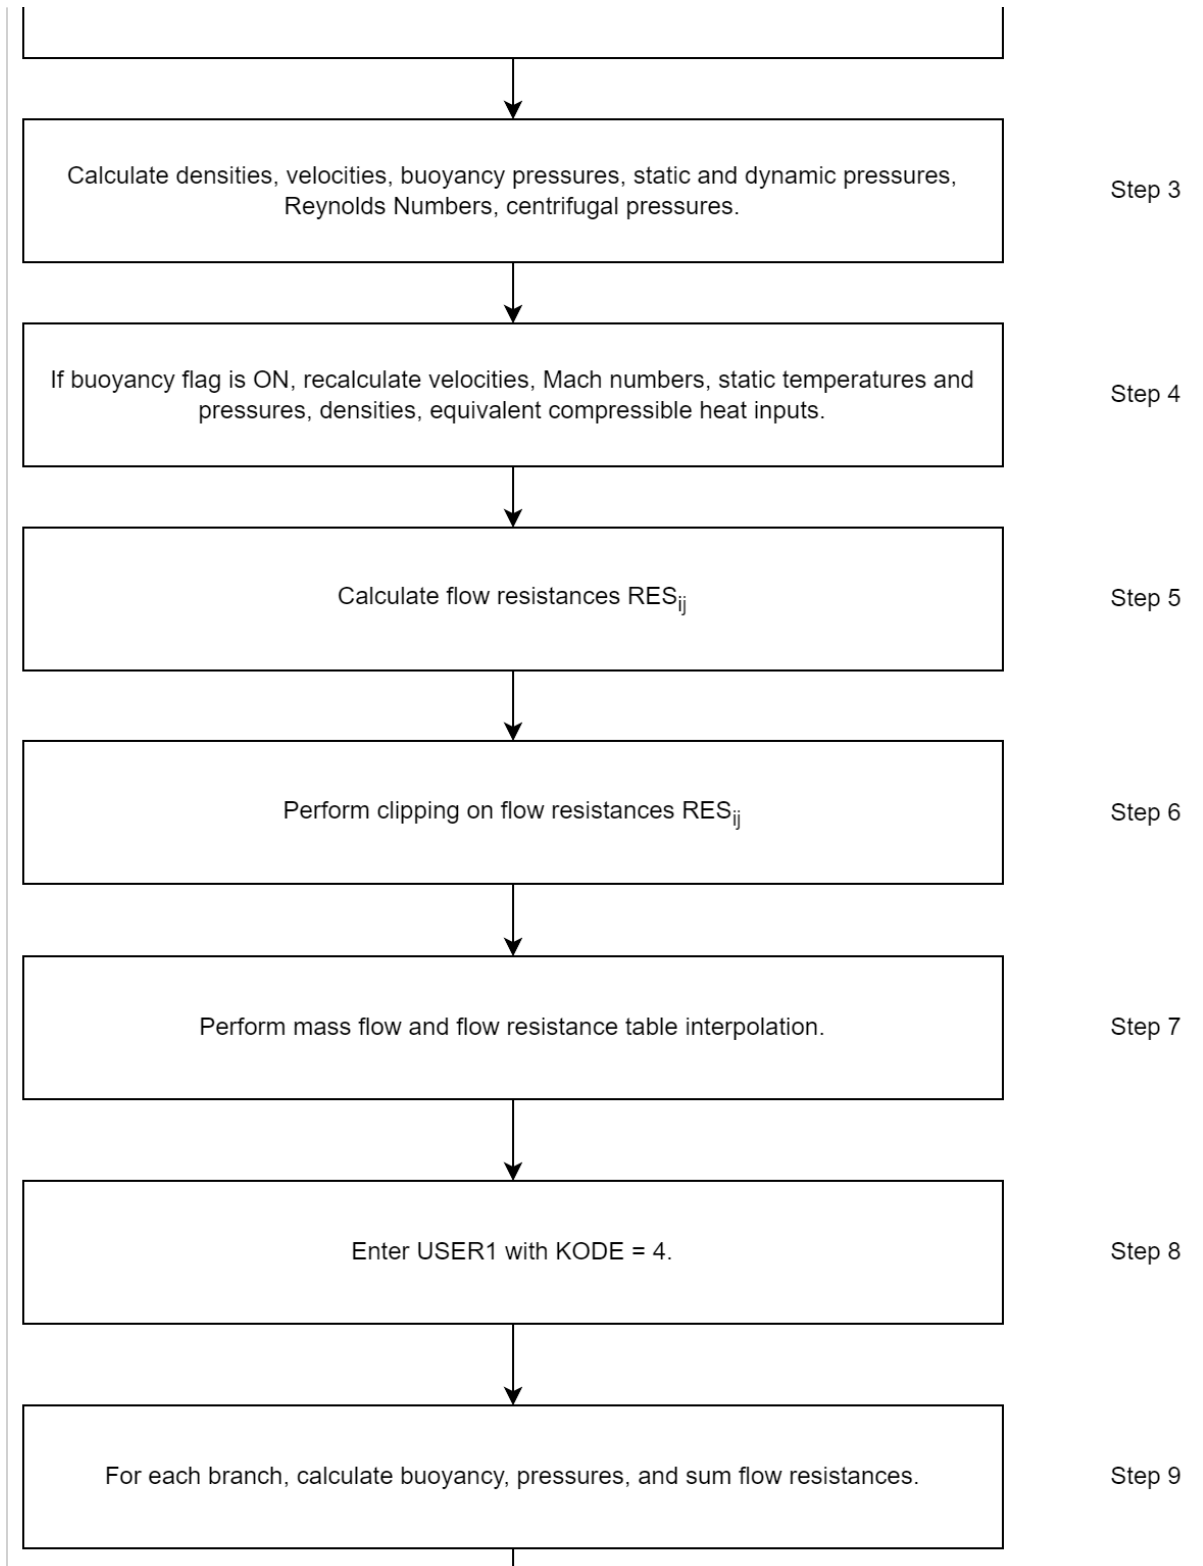 Calculate densities, velocities, buoyancy pressures, static and dynamic pressures,
Reynolds Numbers, centrifugal pressures.
Step 3
If buoyancy flag is ON, recalculate velocities, Mach numbers, static temperatures and
pressures, densities, equivalent compressible heat inputs.
Step 4
Calculate flow resistances RESij
Step 5
Perform clipping on flow resistances RESij
Step 6
Perform mass flow and flow resistance table interpolation.
Step 7
Enter USER1 with KODE = 4.
Step 8
For each branch, calculate buoyancy, pressures, and sum flow resistances.
Step 9